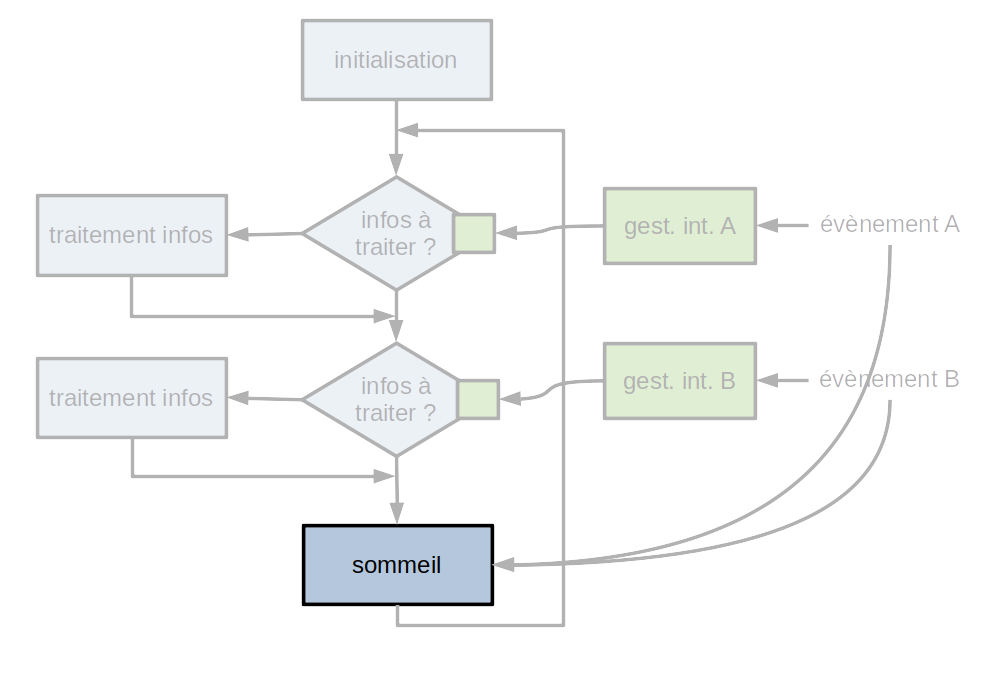 initialisation
infos à
traiter ?
traitement infos
gest. int. A
évènement A
infos à
traiter ?
traitement infos
gest. int. B
évènement B
sommeil